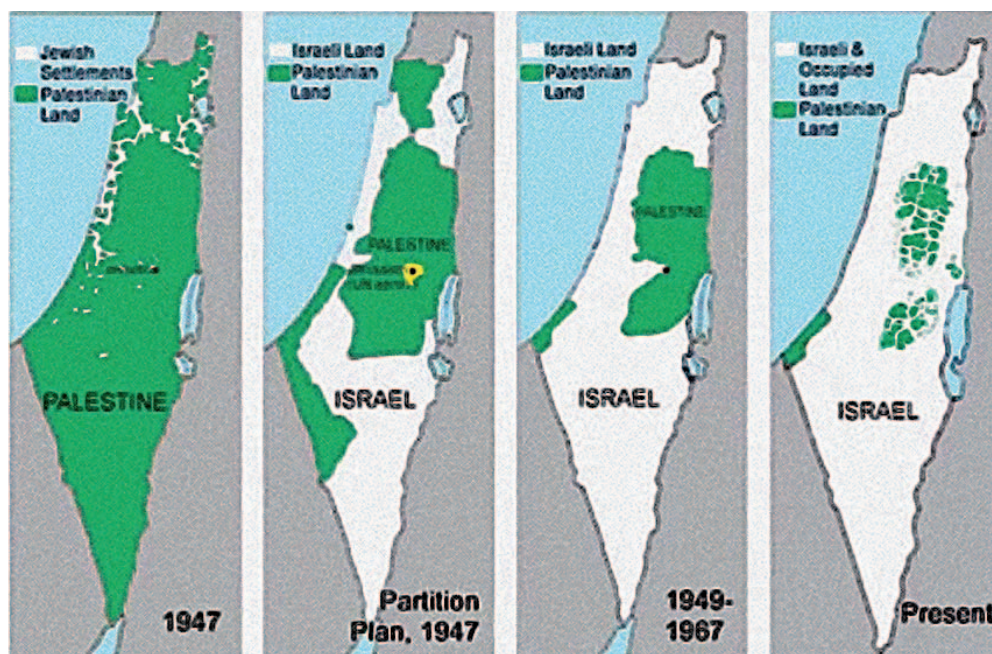 Jewish
Settlements
Palestinian
Land
PALESTINE
1947
Israeli Land
Palestinian
Land
PALESTINE
ISRAEL
Partition
Plan, 1947
Israeli Land
Palestinian
Land
PALESTINE
ISRAEL
1949-
1967
Israeli &
Occupied
Land
Palestinian
Land
ISRAEL
Present